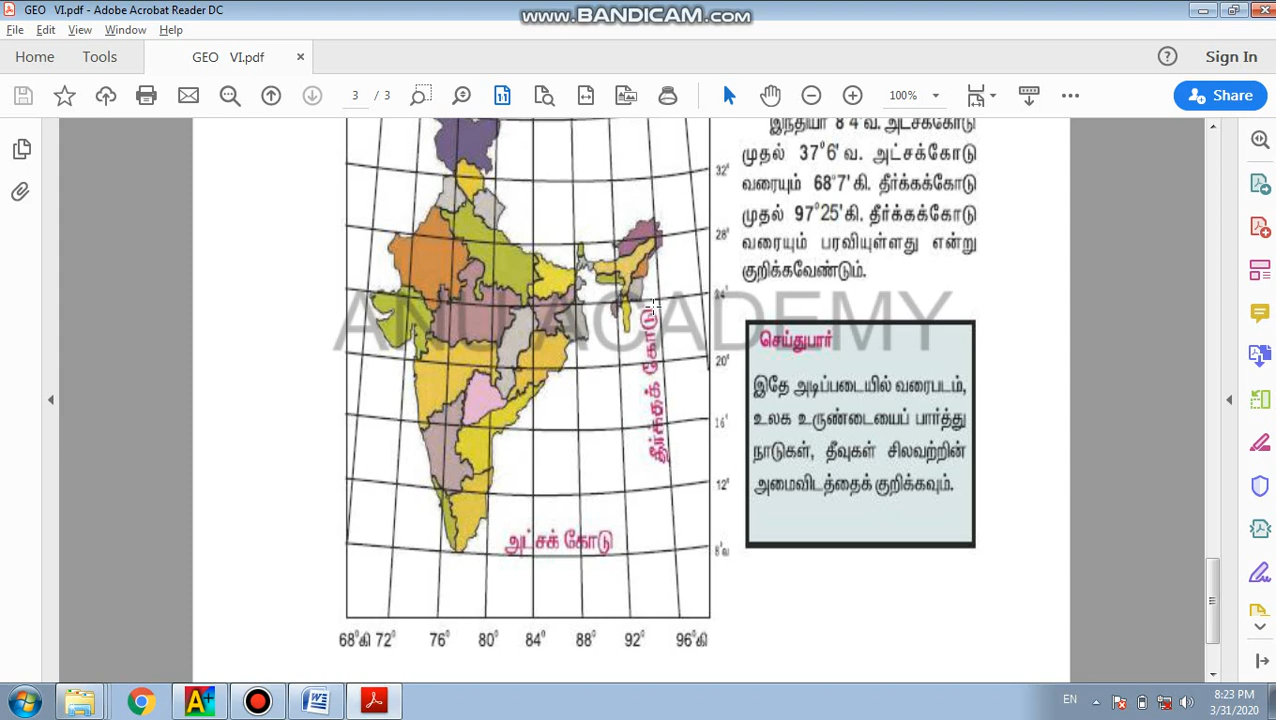 GEO VI.pdf - Adobe Acrobat Reader DC
www.BANDICAM.com
File Edit View Window Help
Home Tools GEO VI.pdf × Sign In
3 / 3 100% Share
இந்தியா 8°4'வ. அட்சக்கோடு
முதல் 37°6'வ. அட்சக்கோடு
வரையும் 68°7'கி. தீர்க்கக்கோடு
முதல் 97°25'கி. தீர்க்கக்கோடு
வரையும் பரவியுள்ளது என்று
குறிக்கவேண்டும்.
32°
28°
24°
20°
16°
12°
8°வ
தீர்க்கக் கோடு
அட்சக் கோடு
68°கி 72° 76° 80° 84° 88° 92° 96°கி
ANU ACADEMY
செய்துபார்
இதே அடிப்படையில் வரைபடம்,
உலக உருண்டையைப் பார்த்து
நாடுகள், தீவுகள் சிலவற்றின்
அமைவிடத்தைக் குறிக்கவும்.
EN
8:23 PM
3/31/2020